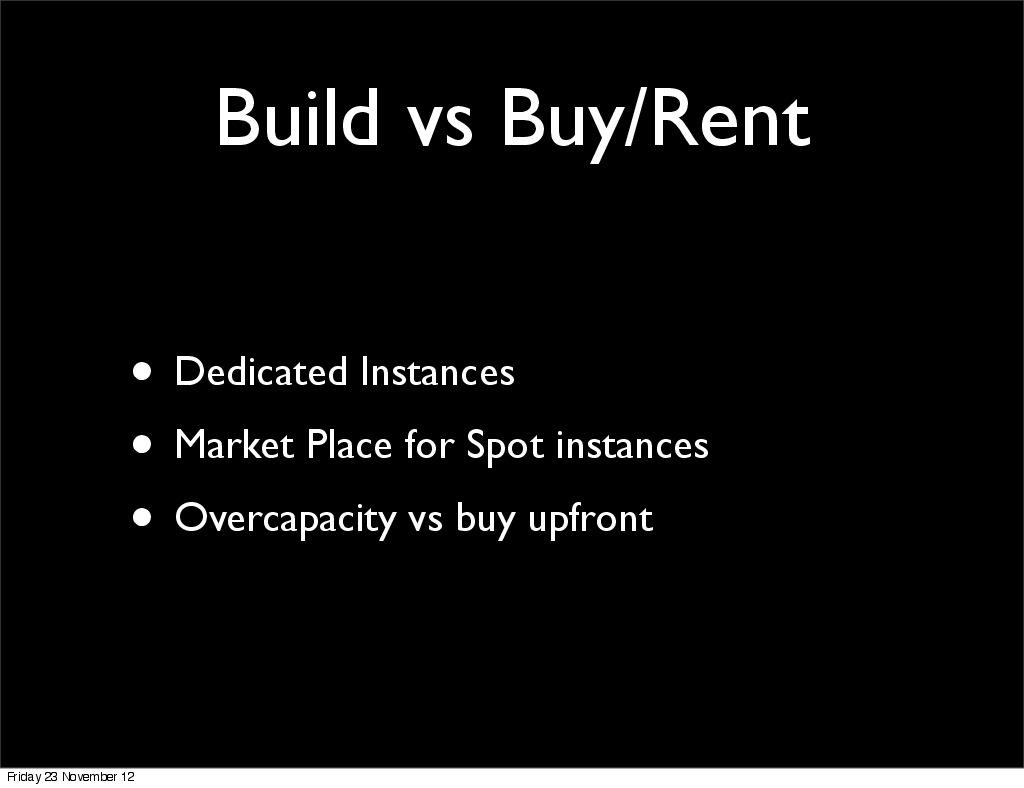 Build vs Buy/Rent
• Dedicated Instances
• Market Place for Spot instances
• Overcapacity vs buy upfront
Friday 23 November 12